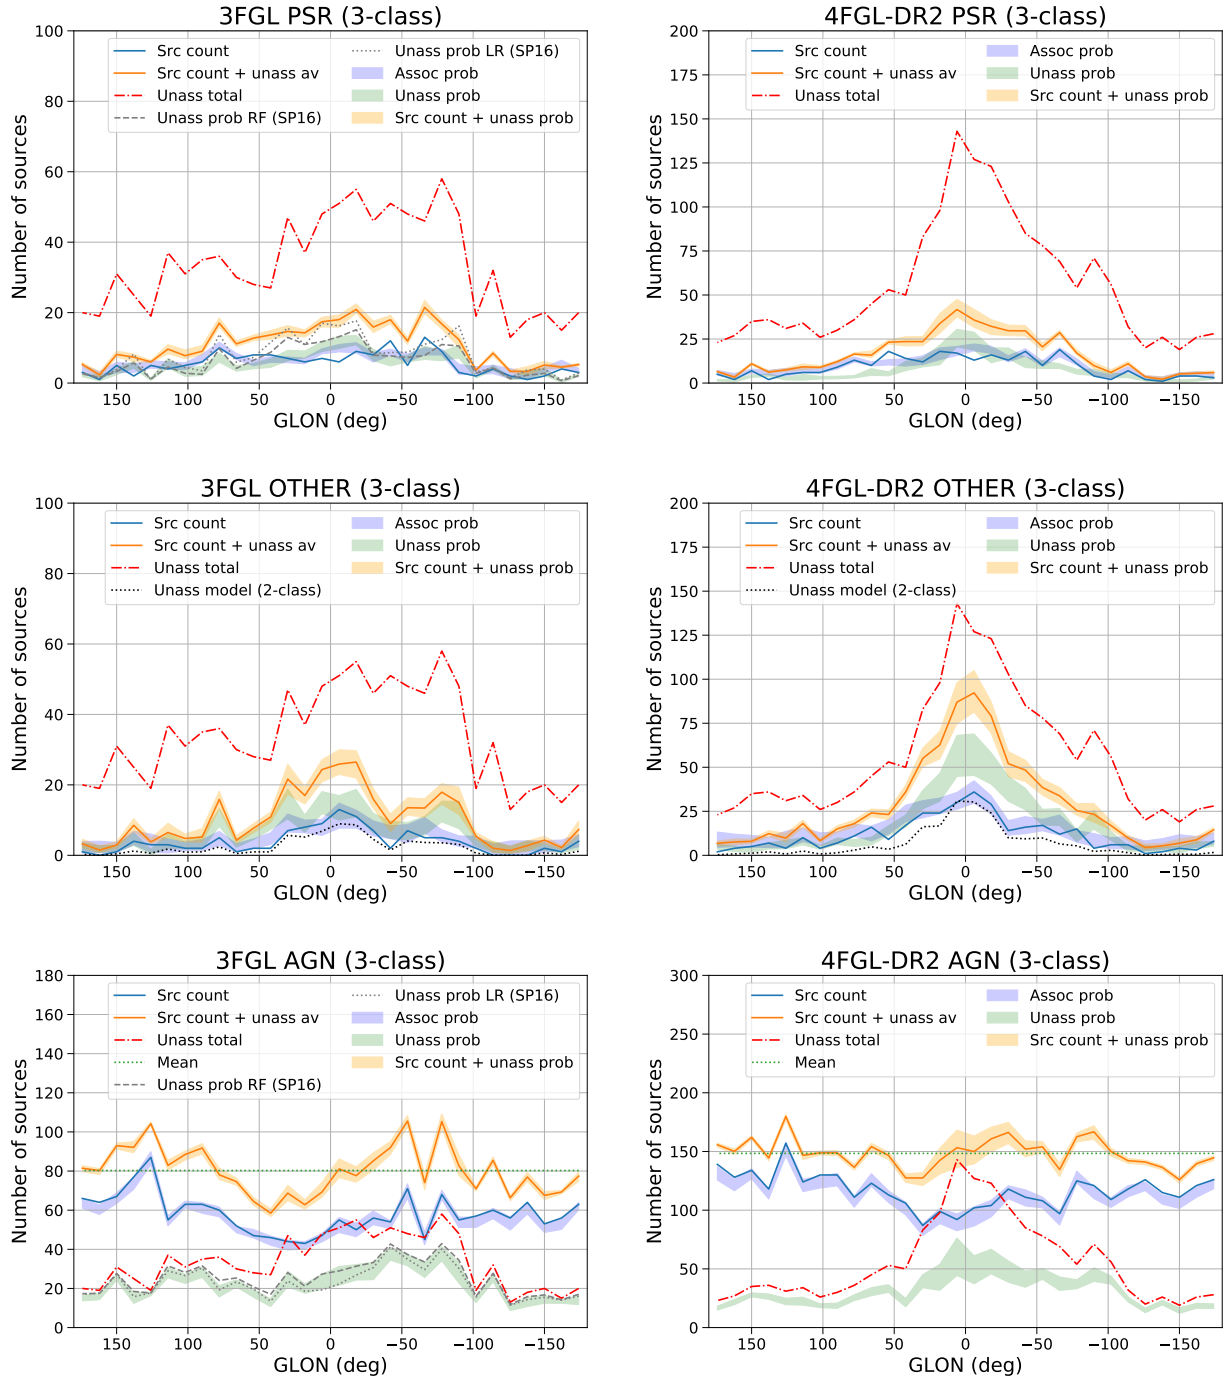 3FGL PSR (3-class)
Number of sources
100
80
60
40
20
0
Src count
Src count + unass av
Unass total
Unass prob RF (SP16)
Unass prob LR (SP16)
Assoc prob
Unass prob
Src count + unass prob
150
100
50
0
−50
−100
−150
GLON (deg)
4FGL-DR2 PSR (3-class)
Number of sources
200
175
150
125
100
75
50
25
0
Src count
Src count + unass av
Unass total
Assoc prob
Unass prob
Src count + unass prob
150
100
50
0
−50
−100
−150
GLON (deg)
3FGL OTHER (3-class)
Number of sources
100
80
60
40
20
0
Src count
Src count + unass av
Unass total
Unass model (2-class)
Assoc prob
Unass prob
Src count + unass prob
150
100
50
0
−50
−100
−150
GLON (deg)
4FGL-DR2 OTHER (3-class)
Number of sources
200
175
150
125
100
75
50
25
0
Src count
Src count + unass av
Unass total
Unass model (2-class)
Assoc prob
Unass prob
Src count + unass prob
150
100
50
0
−50
−100
−150
GLON (deg)
3FGL AGN (3-class)
Number of sources
180
160
140
120
100
80
60
40
20
0
Src count
Src count + unass av
Unass total
Mean
Unass prob RF (SP16)
Unass prob LR (SP16)
Assoc prob
Unass prob
Src count + unass prob
150
100
50
0
−50
−100
−150
GLON (deg)
4FGL-DR2 AGN (3-class)
Number of sources
300
250
200
150
100
50
0
Src count
Src count + unass av
Unass total
Mean
Assoc prob
Unass prob
Src count + unass prob
150
100
50
0
−50
−100
−150
GLON (deg)